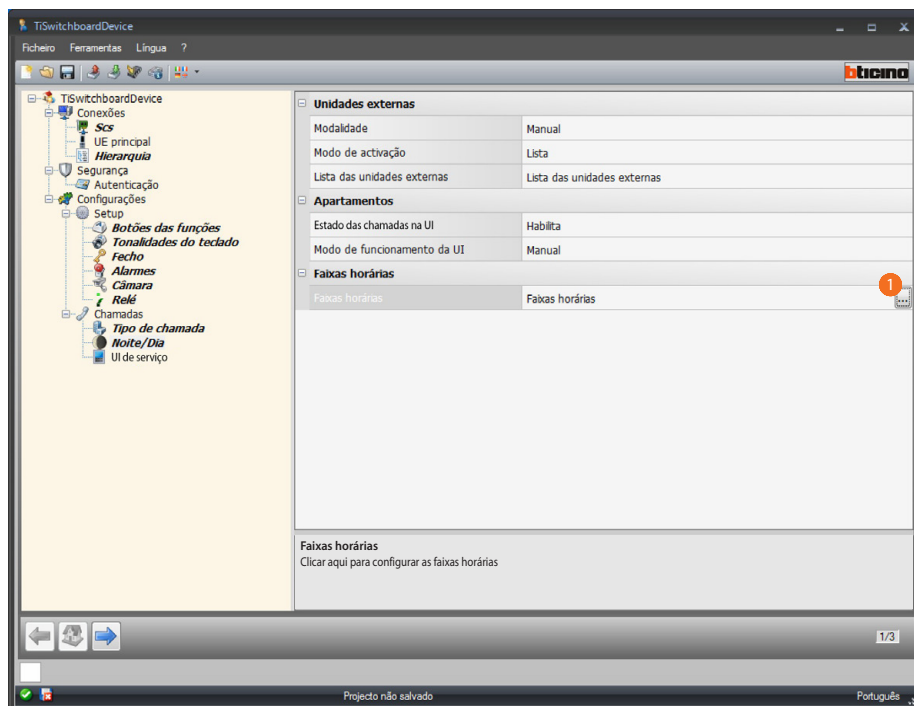 TiSwitchboardDevice
Ficheiro Ferramentas Língua ?
bticino
TiSwitchboardDevice
Conexões
Scs
UE principal
Hierarquia
Segurança
Autenticação
Configurações
Setup
Botões das funções
Tonalidades do teclado
Fecho
Alarmes
Câmara
Relé
Chamadas
Tipo de chamada
Noite/Dia
UI de serviço
Unidades externas
Modalidade Manual
Modo de activação Lista
Lista das unidades externas Lista das unidades externas
Apartamentos
Estado das chamadas na UI Habilita
Modo de funcionamento da UI Manual
Faixas horárias
1
Faixas horárias Faixas horárias ...
Faixas horárias
Clicar aqui para configurar as faixas horárias
1/3
Projecto não salvado Português